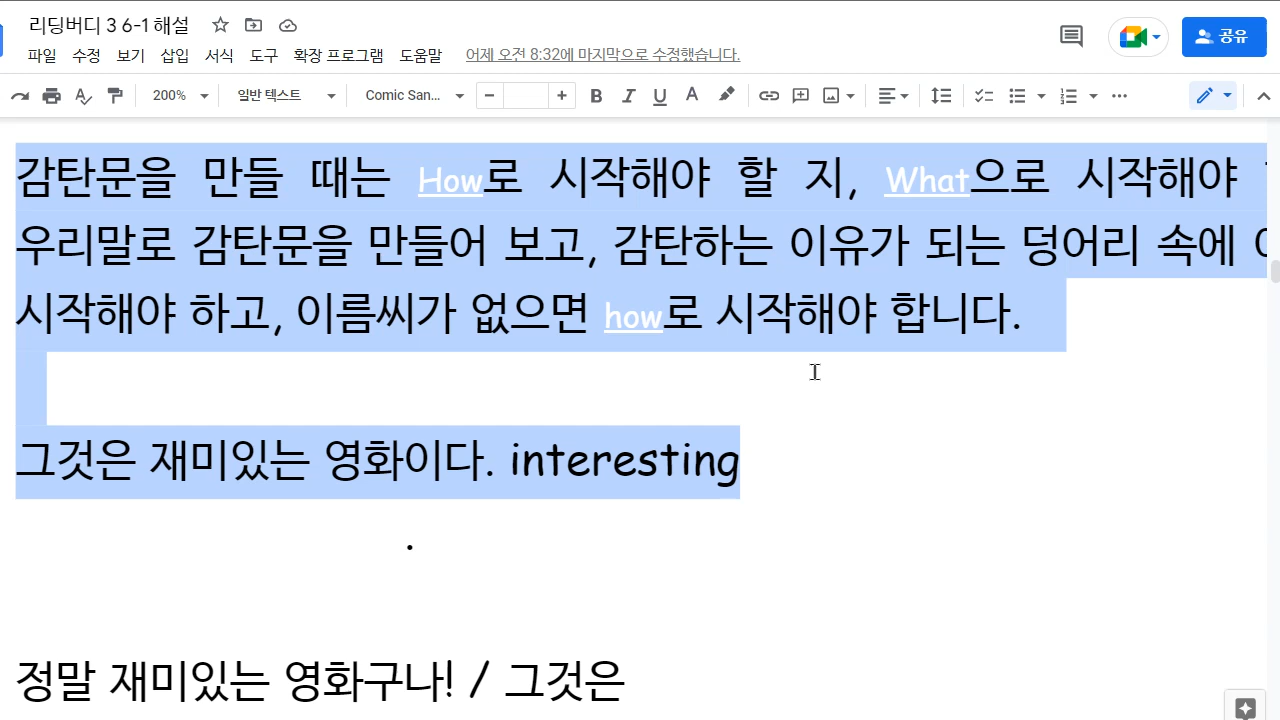 리딩버디 3 6-1 해설
파일 수정 보기 삽입 서식 도구 확장 프로그램 도움말 어제 오전 8:32에 마지막으로 수정했습니다.
공유
200% 일반 텍스트 Comic San... B I U A
감탄문을 만들 때는 How로 시작해야 할 지, What으로 시작해야
우리말로 감탄문을 만들어 보고, 감탄하는 이유가 되는 덩어리 속에
시작해야 하고, 이름씨가 없으면 how로 시작해야 합니다.
그것은 재미있는 영화이다. interesting
.
정말 재미있는 영화구나! / 그것은